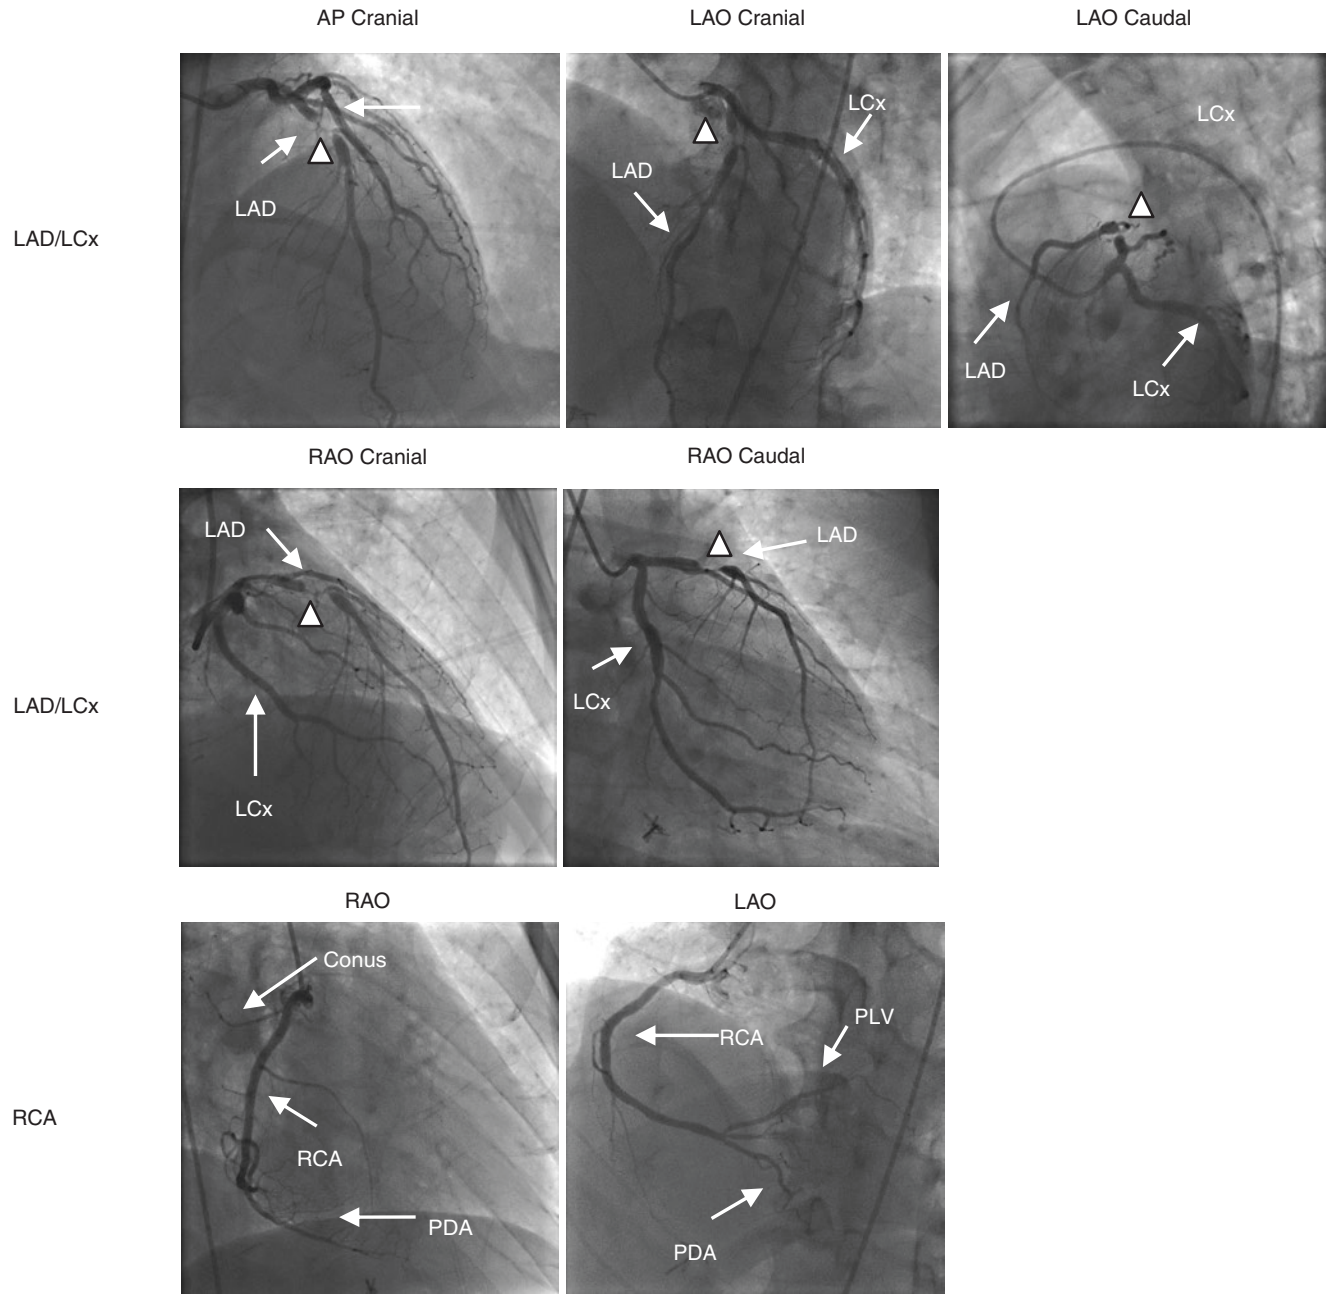 AP Cranial
LAO Cranial
LAO Caudal
LAD/LCx
LAD
LCx
LAD
LCx
LAD
LCx
RAO Cranial
RAO Caudal
LAD/LCx
LAD
LCx
LAD
LCx
RAO
LAO
RCA
Conus
RCA
PDA
RCA
PLV
PDA